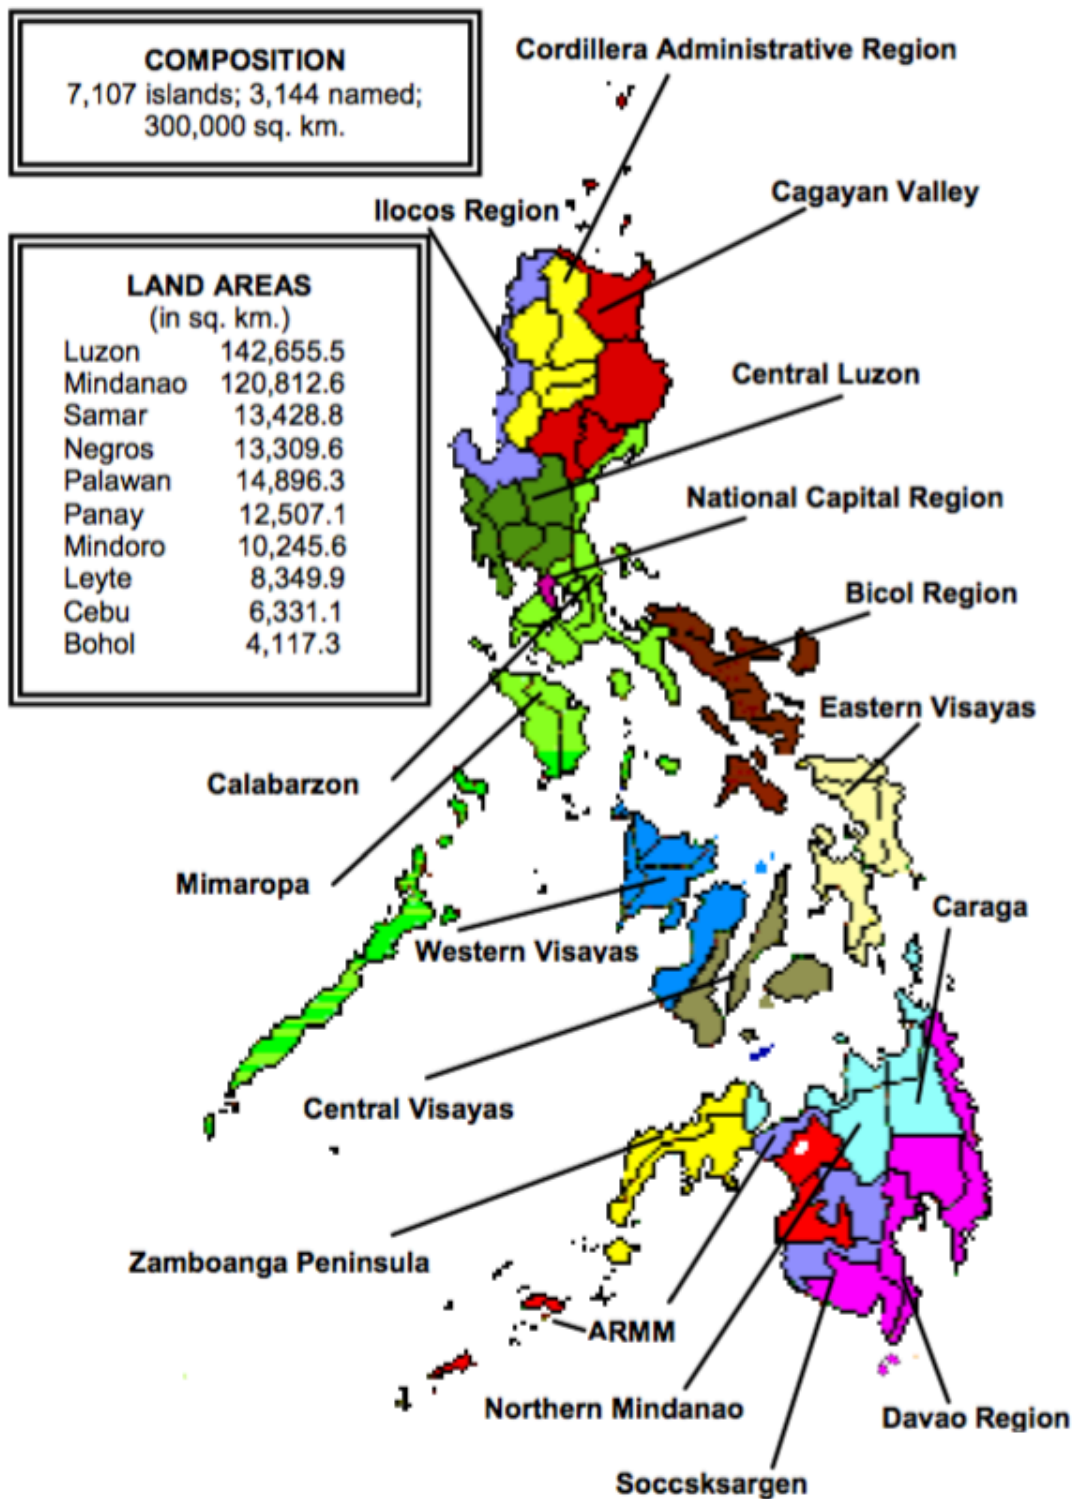 COMPOSITION
7,107 islands; 3,144 named;
300,000 sq. km.
Cordillera Administrative Region
Cagayan Valley
Ilocos Region
LAND AREAS
(in sq. km.)
Luzon 142,655.5
Mindanao 120,812.6
Samar 13,428.8
Negros 13,309.6
Palawan 14,896.3
Panay 12,507.1
Mindoro 10,245.6
Leyte 8,349.9
Cebu 6,331.1
Bohol 4,117.3
Central Luzon
National Capital Region
Bicol Region
Eastern Visayas
Calabarzon
Mimaropa
Caraga
Western Visayas
Central Visayas
Zamboanga Peninsula
ARMM
Northern Mindanao
Davao Region
Soccsksargen